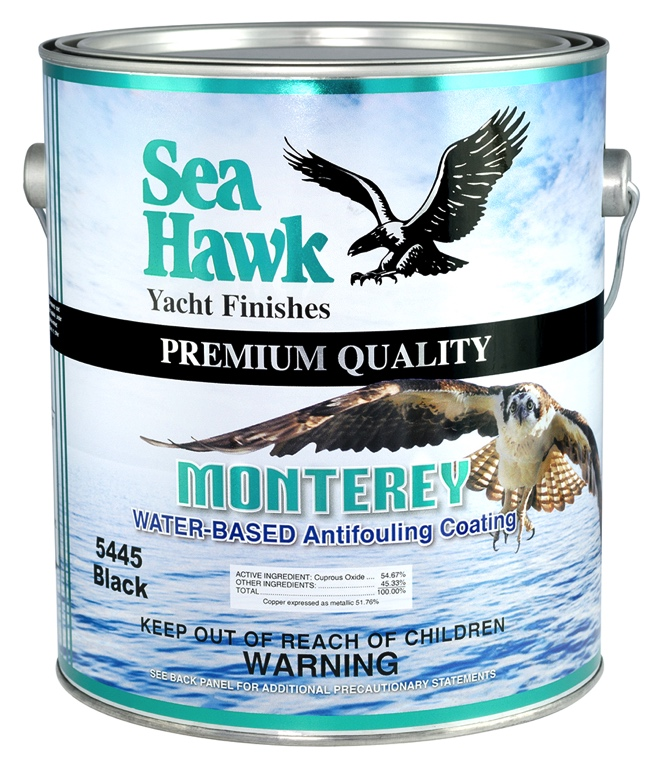 Sea
Hawk
Yacht Finishes
PREMIUM QUALITY
MONTEREY
WATER-BASED Antifouling Coating
5445
Black
ACTIVE INGREDIENT: Cuprous Oxide .... 54.67%
OTHER INGREDIENTS: ........................ 45.33%
TOTAL ............................................... 100.00%
Copper expressed as metallic 51.76%
KEEP OUT OF REACH OF CHILDREN
WARNING
SEE BACK PANEL FOR ADDITIONAL PRECAUTIONARY STATEMENTS